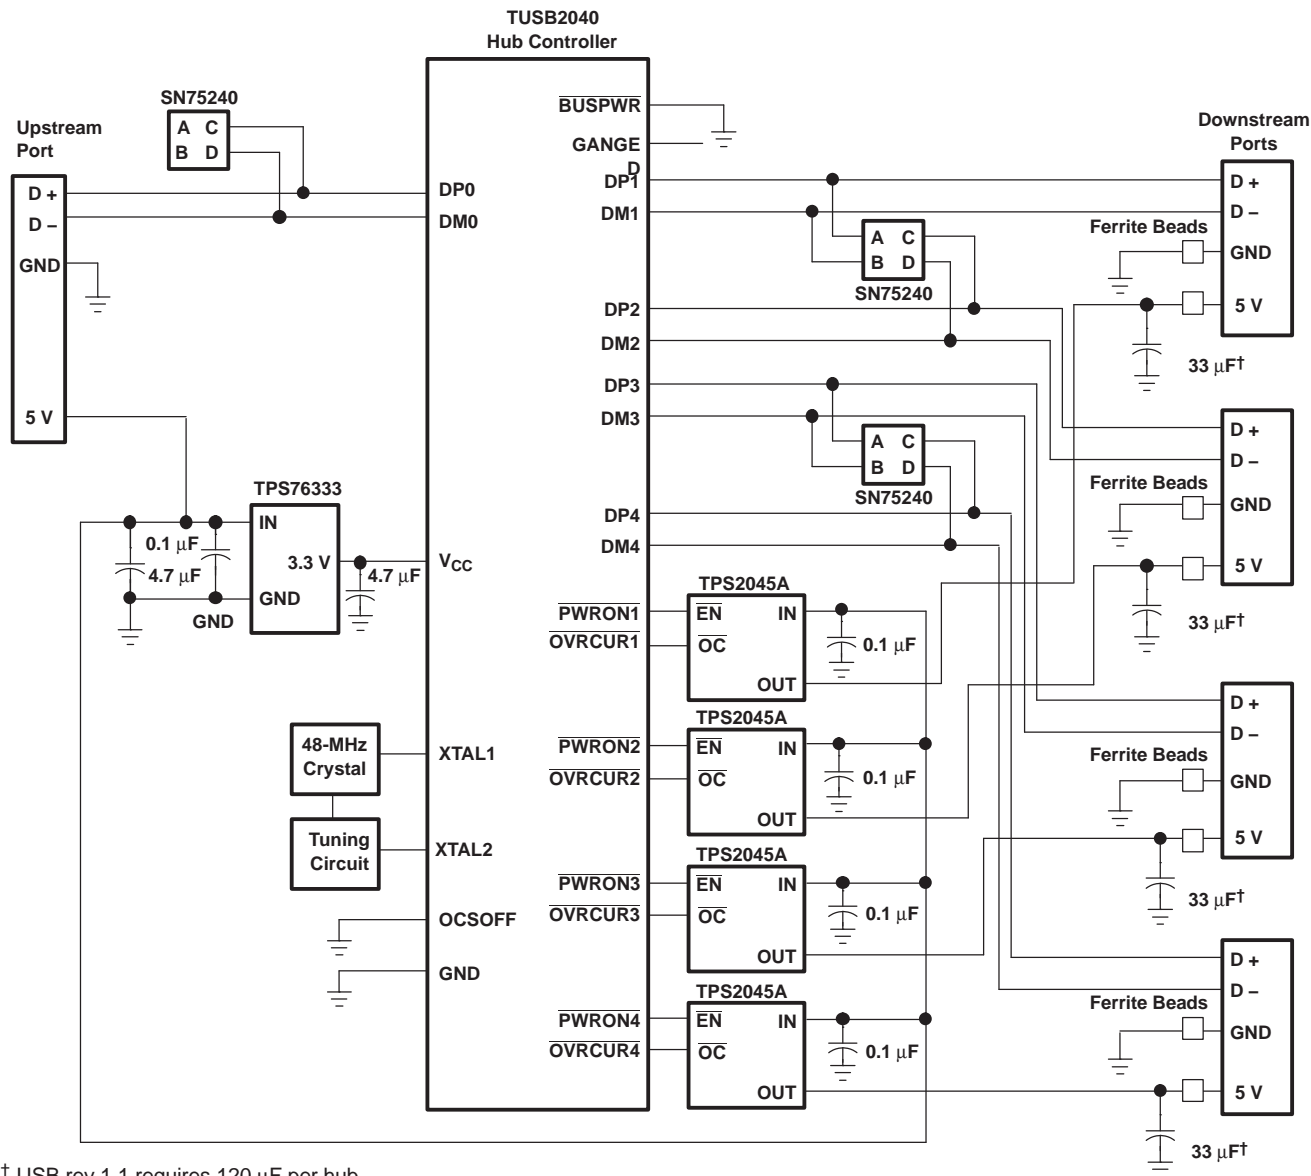 TUSB2040
Hub Controller
SN75240
A C
B D
Upstream
Port
D +
D –
GND
5 V
DP0
DM0
BUSPWR
GANGE
D
DP1
DM1
A C
B D
SN75240
DP2
DM2
DP3
DM3
A C
B D
SN75240
DP4
DM4
Downstream
Ports
D +
D –
Ferrite Beads
GND
5 V
33 μF†
D +
D –
Ferrite Beads
GND
5 V
33 μF†
D +
D –
Ferrite Beads
GND
5 V
33 μF†
D +
D –
Ferrite Beads
GND
5 V
33 μF†
TPS76333
IN
3.3 V
GND
0.1 μF
4.7 μF
GND
4.7 μF
VCC
48-MHz
Crystal
XTAL1
Tuning
Circuit
XTAL2
OCSOFF
GND
PWRON1
OVRCUR1
TPS2045A
EN IN
OC
OUT
0.1 μF
PWRON2
OVRCUR2
TPS2045A
EN IN
OC
OUT
0.1 μF
PWRON3
OVRCUR3
TPS2045A
EN IN
OC
OUT
0.1 μF
PWRON4
OVRCUR4
TPS2045A
EN IN
OC
OUT
0.1 μF
† USB rev 1.1 requires 120 μF per hub